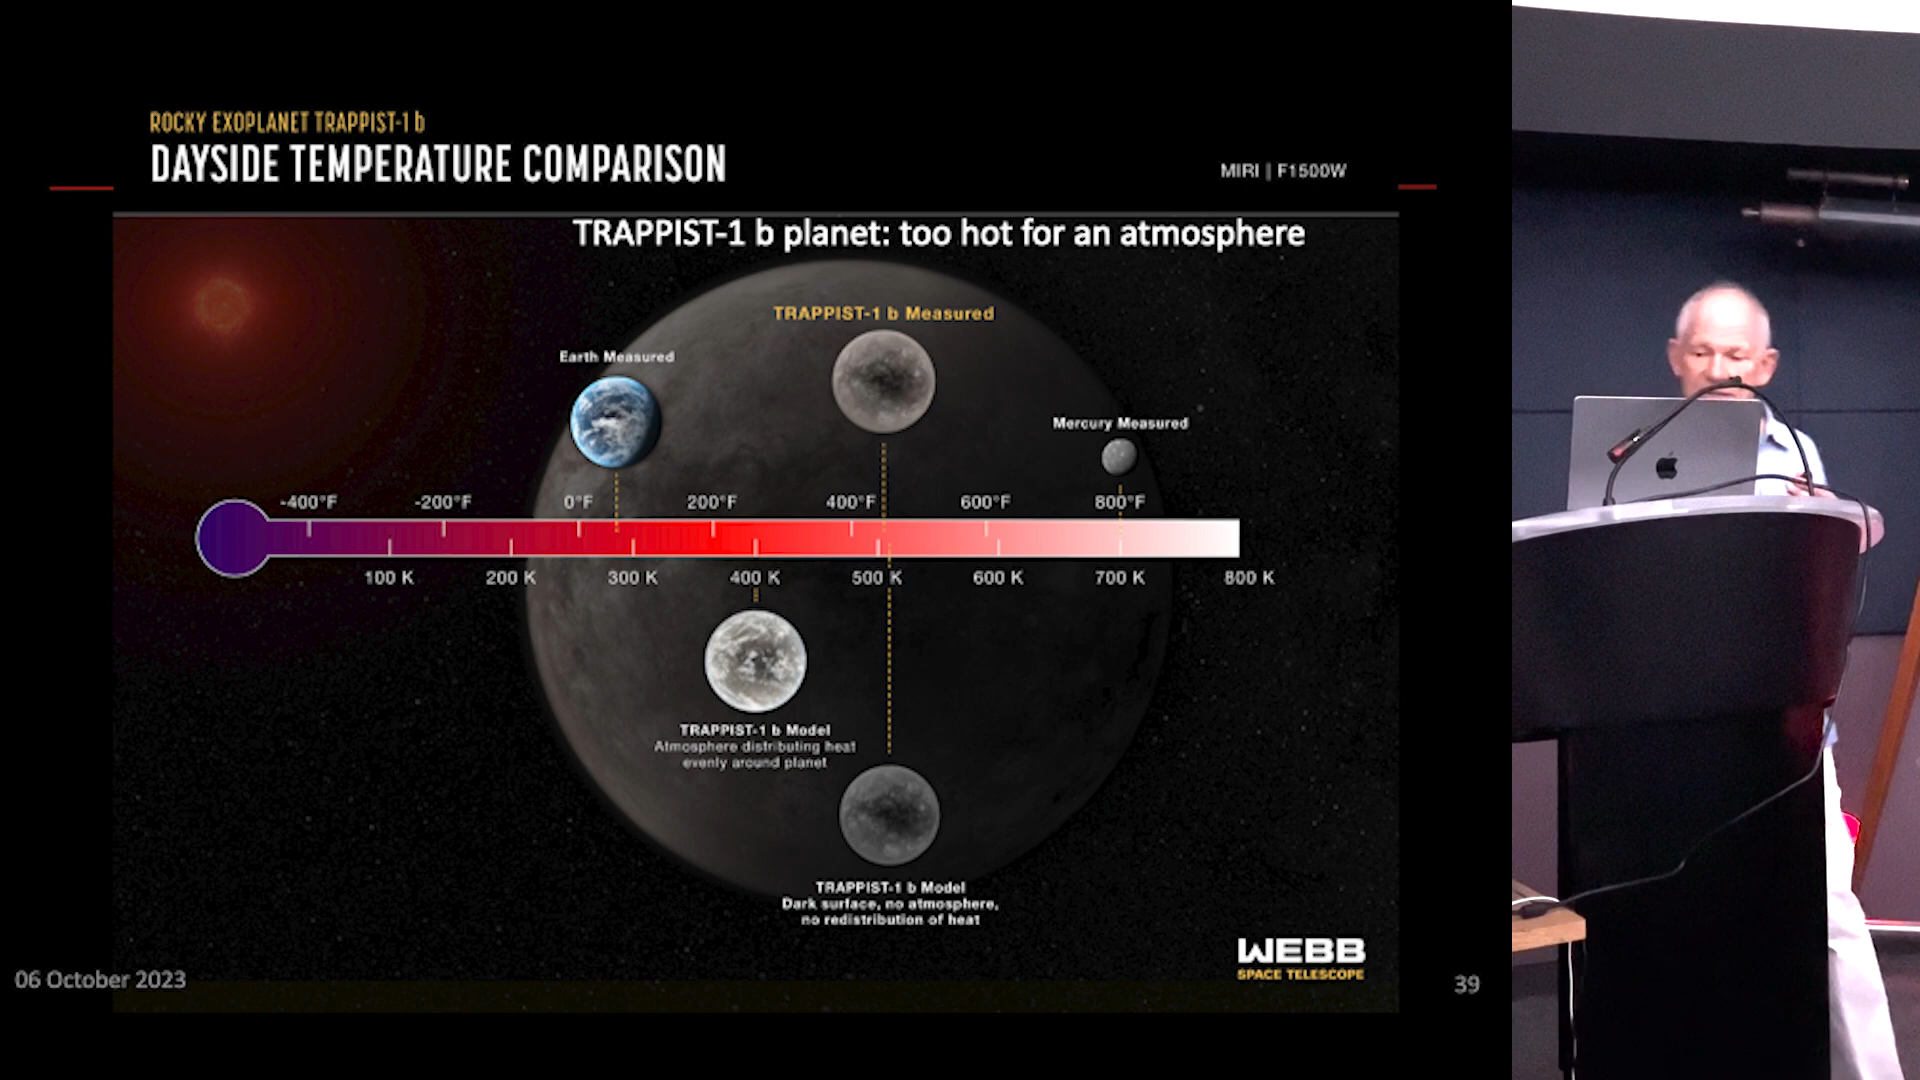 ROCKY EXOPLANET TRAPPIST-1 b
DAYSIDE TEMPERATURE COMPARISON
MIRI | F1500W
TRAPPIST-1 b planet: too hot for an atmosphere
TRAPPIST-1 b Measured
Earth Measured
Mercury Measured
-400°F -200°F 0°F 200°F 400°F 600°F 800°F
100 K 200 K 300 K 400 K 500 K 600 K 700 K 800 K
TRAPPIST-1 b Model
Atmosphere distributing heat
evenly around planet
TRAPPIST-1 b Model
Dark surface, no atmosphere,
no redistribution of heat
WEBB
SPACE TELESCOPE
06 October 2023
39